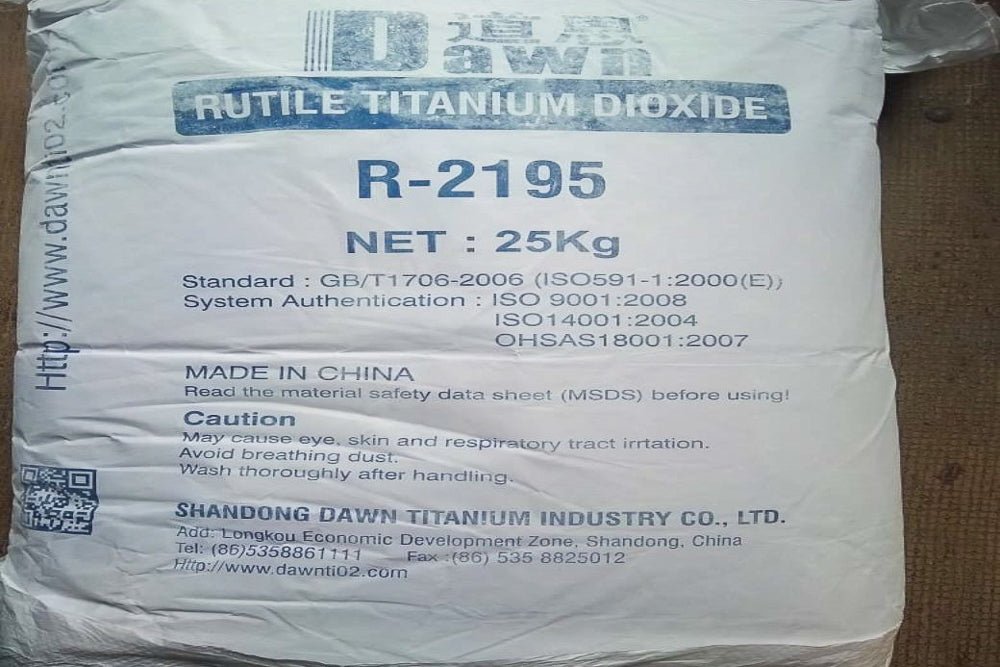 道恩®
Dawn
RUTILE TITANIUM DIOXIDE
R-2195
NET : 25Kg
Standard : GB/T1706-2006 (ISO591-1:2000(E))
System Authentication : ISO 9001:2008
ISO14001:2004
OHSAS18001:2007
MADE IN CHINA
Read the material safety data sheet (MSDS) before using!
Caution
May cause eye, skin and respiratory tract irrtation.
Avoid breathing dust.
Wash thoroughly after handling.
SHANDONG DAWN TITANIUM INDUSTRY CO., LTD.
Add: Longkou Economic Development Zone, Shandong, China
Tel: (86)5358861111 Fax :(86) 535 8825012
Http://www.dawnti02.com
Http://www.dawnti02.com